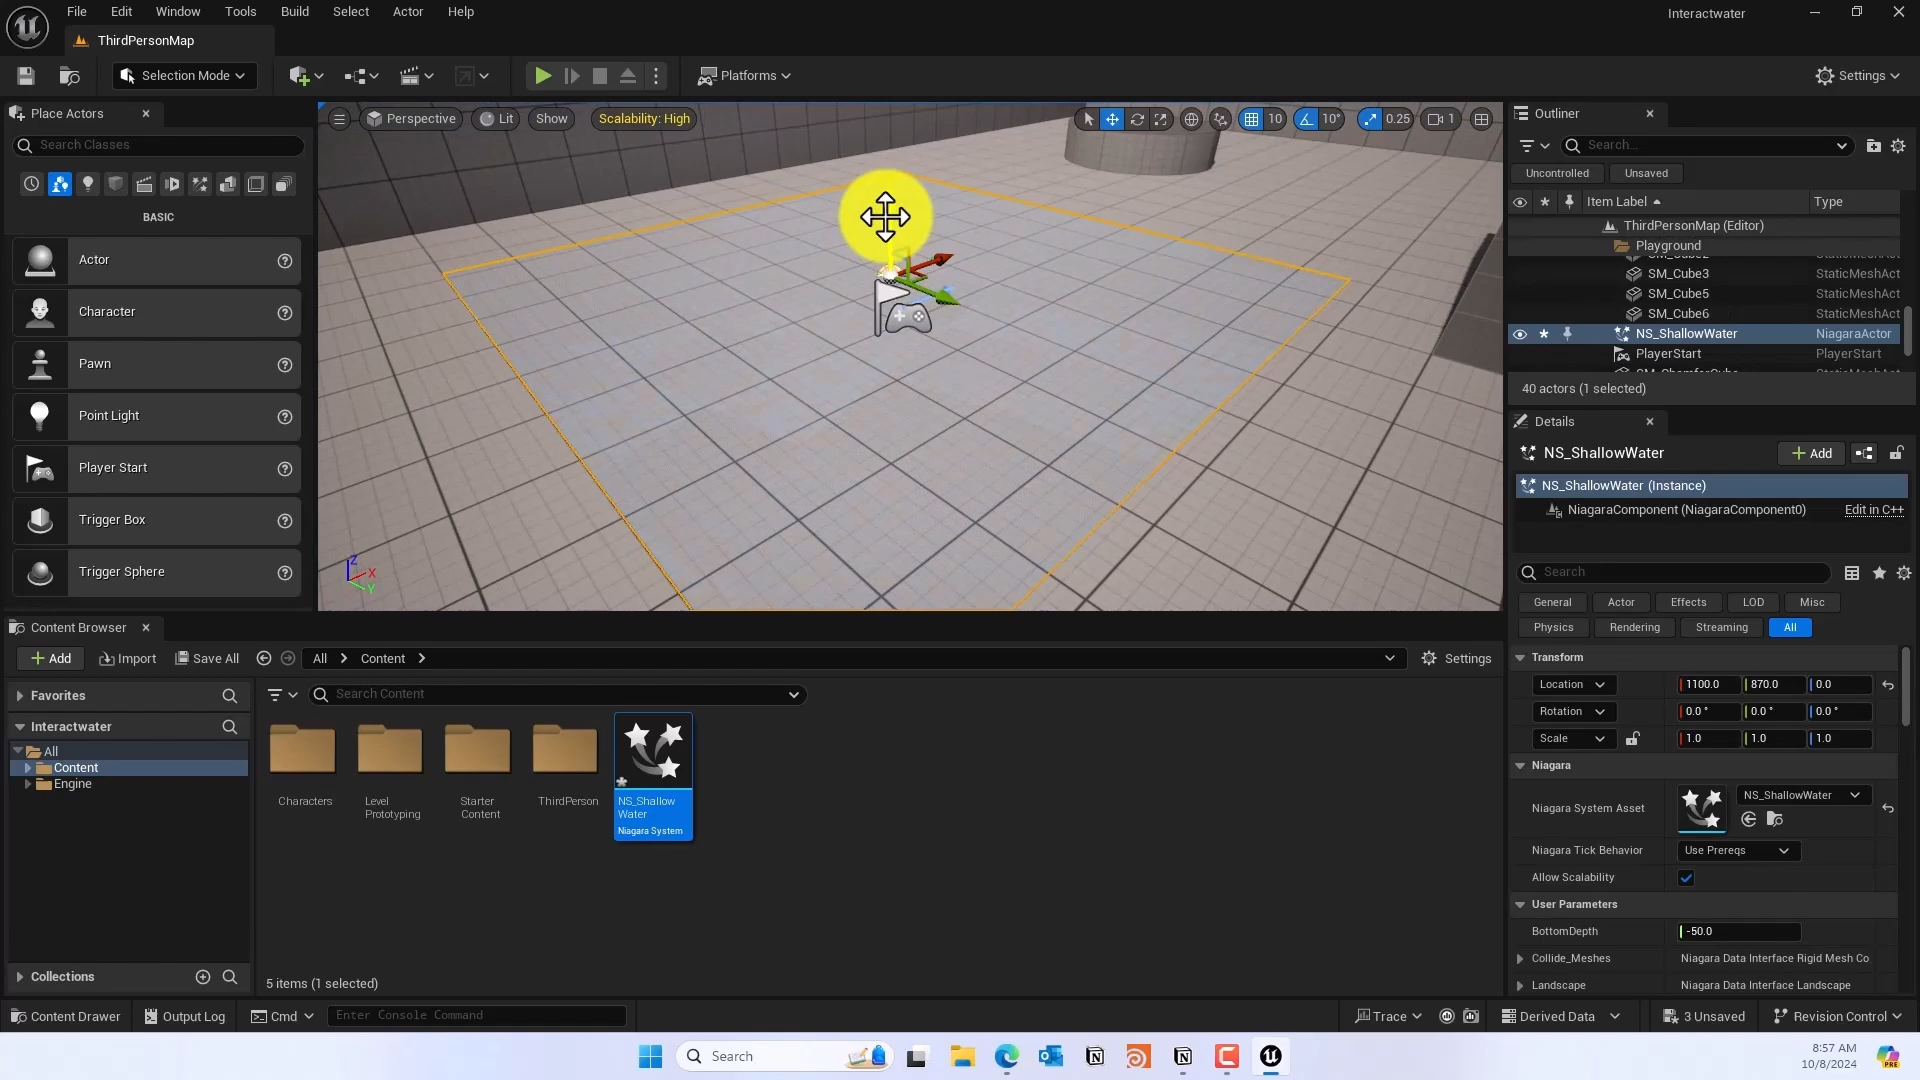 File Edit Window Tools Build Select Actor Help
Interactwater
ThirdPersonMap
Selection Mode
Platforms
Settings
Place Actors
Search Classes
BASIC
Actor
Character
Pawn
Point Light
Player Start
Trigger Box
Trigger Sphere
Perspective
Lit
Show
Scalability: High
10
10°
0.25
1
Z
X
Y
Outliner
Search...
Uncontrolled
Unsaved
Item Label
Type
ThirdPersonMap (Editor)
Playground
SM_Cube2 StaticMeshAct
SM_Cube3 StaticMeshAct
SM_Cube5 StaticMeshAct
SM_Cube6 StaticMeshAct
NS_ShallowWater NiagaraActor
PlayerStart PlayerStart
SM_ChamferCube StaticMeshAct
40 actors (1 selected)
Details
NS_ShallowWater
Add
NS_ShallowWater (Instance)
NiagaraComponent (NiagaraComponent0) Edit in C++
Search
General Actor Effects LOD Misc
Physics Rendering Streaming All
Transform
Location 1100.0 870.0 0.0
Rotation 0.0 ° 0.0 ° 0.0 °
Scale 1.0 1.0 1.0
Niagara
Niagara System Asset
NS_ShallowWater
Niagara Tick Behavior Use Prereqs
Allow Scalability
User Parameters
BottomDepth -50.0
Collide_Meshes Niagara Data Interface Rigid Mesh Co
Landscape Niagara Data Interface Landscape
Content Browser
Add Import Save All
All Content
Settings
Favorites
Interactwater
All
Content
Engine
Collections
Search Content
Characters
Level
Prototyping
Starter
Content
ThirdPerson
NS_Shallow
Water
Niagara System
5 items (1 selected)
Content Drawer
Output Log
Cmd
Enter Console Command
Trace
Derived Data
3 Unsaved
Revision Control
Search
8:57 AM
10/8/2024
PRE